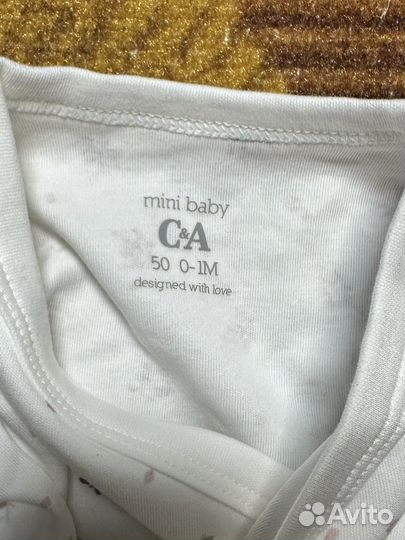 mini baby
C&A
50 0-1M
designed with love
Avito